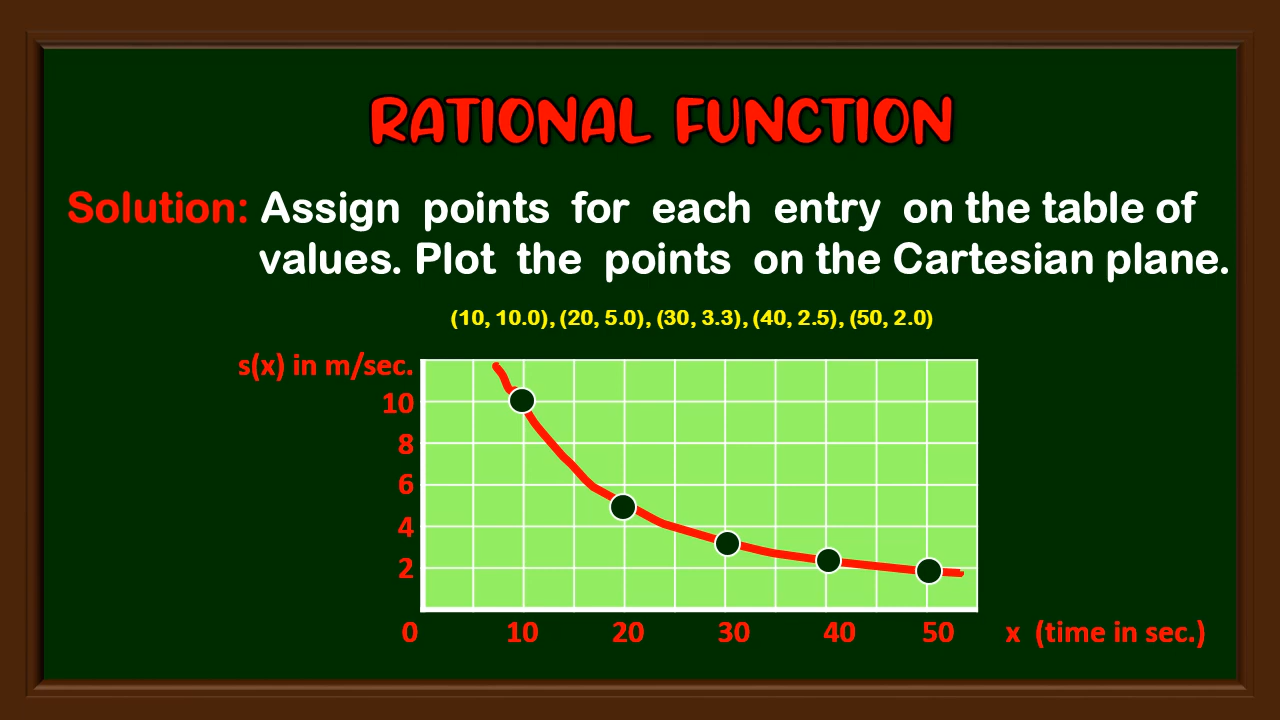 RATIONAL FUNCTION
Solution: Assign points for each entry on the table of
values. Plot the points on the Cartesian plane.
(10, 10.0), (20, 5.0), (30, 3.3), (40, 2.5), (50, 2.0)
s(x) in m/sec.
10
8
6
4
2
0 10 20 30 40 50 x (time in sec.)